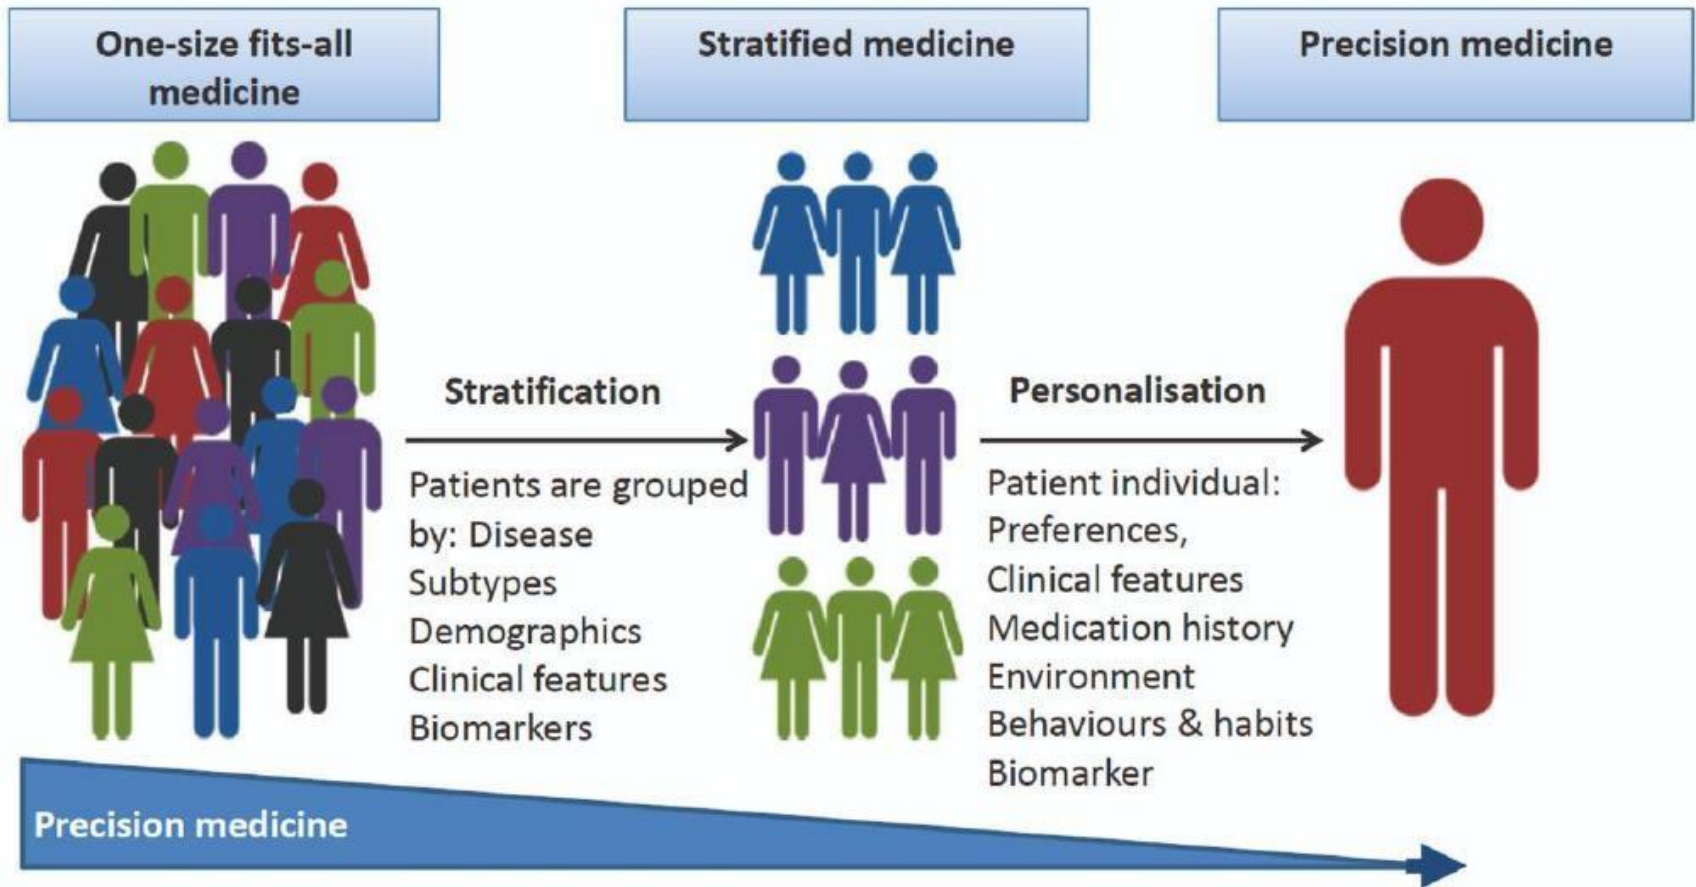 One-size fits-all
medicine
Stratified medicine
Precision medicine
Stratification
Patients are grouped
by: Disease
Subtypes
Demographics
Clinical features
Biomarkers
Personalisation
Patient individual:
Preferences,
Clinical features
Medication history
Environment
Behaviours & habits
Biomarker
Precision medicine